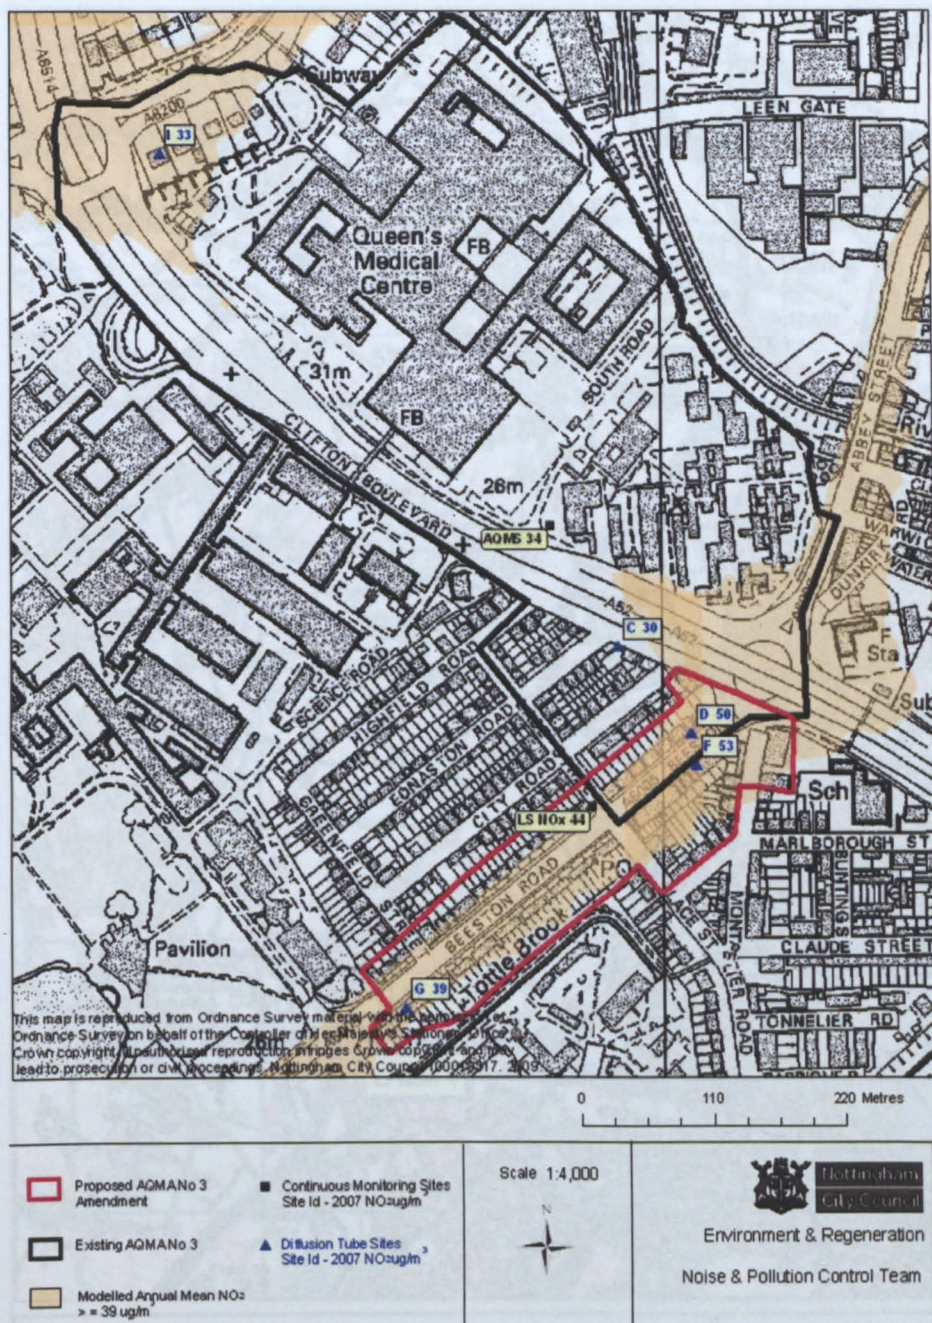 A6514
A6200
Subway
I 33
LEEN GATE
Queen's
Medical
Centre
FB
FB
SOUTH ROAD
ABBEY STREET
31m
CLIFTON BOULEVARD
26m
AQMS 34
DUNKIRK
A52
C 30
Sta
D 50
F 53
SCENIC ROAD
HIGHFIELD ROAD
EDNASTON ROAD
CITY ROAD
GREENFIELD
LS NOx 44
Sch
MARLBOROUGH ST
BEESTON ROAD
Tottle Brook
PO
ACE ST
MONTPELIER ROAD
BUNTINGS
CLAUDE STREET
Pavilion
G 39
TONNELIER RD
This map is reproduced from Ordnance Survey material with the permission of
Ordnance Survey on behalf of the Controller of Her Majesty's Stationery Office
Crown copyright. Unauthorised reproduction infringes Crown copyright and may
lead to prosecution or civil proceedings. Nottingham City Council
0 110 220 Metres
Proposed AQMA No 3
Amendment
Existing AQMA No 3
Modelled Annual Mean NO2
> = 39 ug/m3
Continuous Monitoring Sites
Site Id - 2007 NO2ug/m3
Diffusion Tube Sites
Site Id - 2007 NO2ug/m3
Scale 1:4,000
N
Nottingham
City Council
Environment & Regeneration
Noise & Pollution Control Team